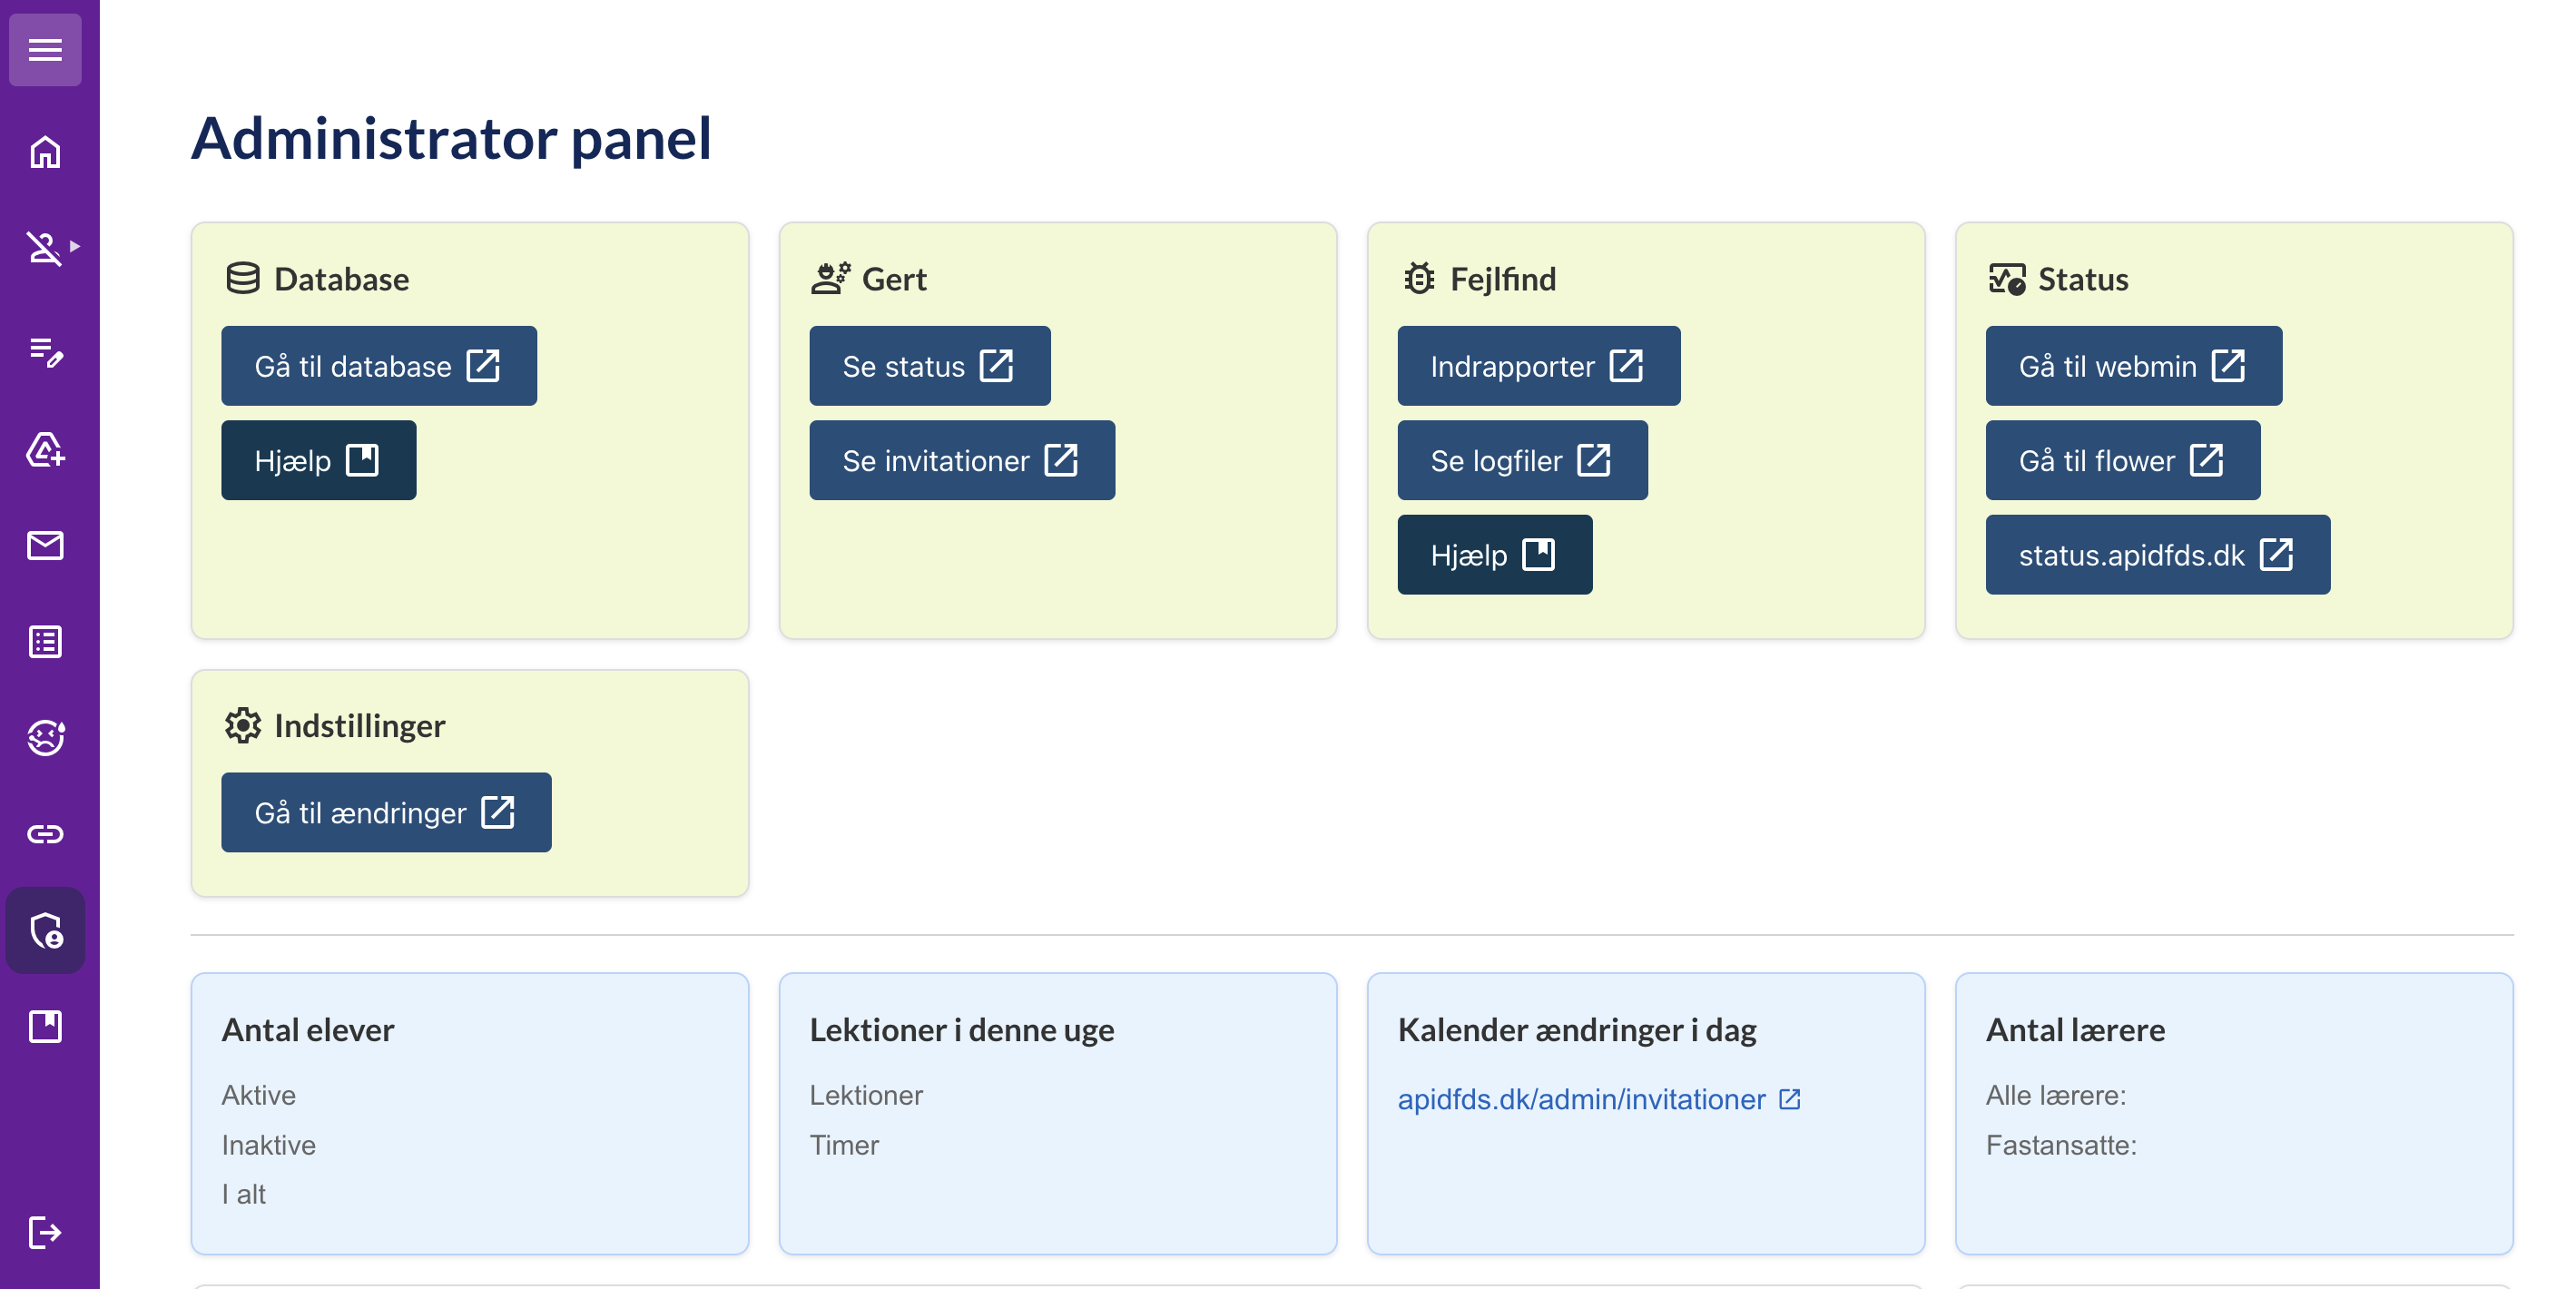 Administrator panel
Database
Gå til database
Hjælp
Gert
Se status
Se invitationer
Fejlfind
Indrapporter
Se logfiler
Hjælp
Status
Gå til webmin
Gå til flower
status.apidfds.dk
Indstillinger
Gå til ændringer
Antal elever
Aktive
Inaktive
I alt
Lektioner i denne uge
Lektioner
Timer
Kalender ændringer i dag
apidfds.dk/admin/invitationer
Antal lærere
Alle lærere:
Fastansatte: